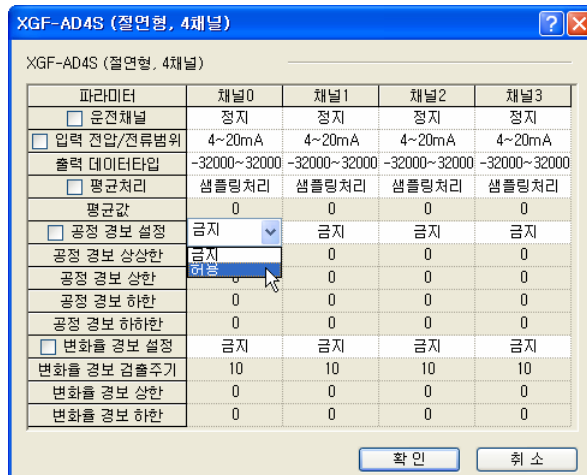 XGF-AD4S (절연형, 4채널)
XGF-AD4S (절연형, 4채널)
파라미터 채널0 채널1 채널2 채널3
운전채널 정지 정지 정지 정지
입력 전압/전류범위 4~20mA 4~20mA 4~20mA 4~20mA
출력 데이터타입 -32000~32000 -32000~32000 -32000~32000 -32000~32000
평균처리 샘플링처리 샘플링처리 샘플링처리 샘플링처리
평균값 0 0 0 0
공정 경보 설정 금지 금지 금지 금지
금지
허용
공정 경보 상상한 0 0 0
공정 경보 상한 0 0 0 0
공정 경보 하한 0 0 0 0
공정 경보 하하한 0 0 0 0
변화율 경보 설정 금지 금지 금지 금지
변화율 경보 검출주기 10 10 10 10
변화율 경보 상한 0 0 0 0
변화율 경보 하한 0 0 0 0
확 인 취 소